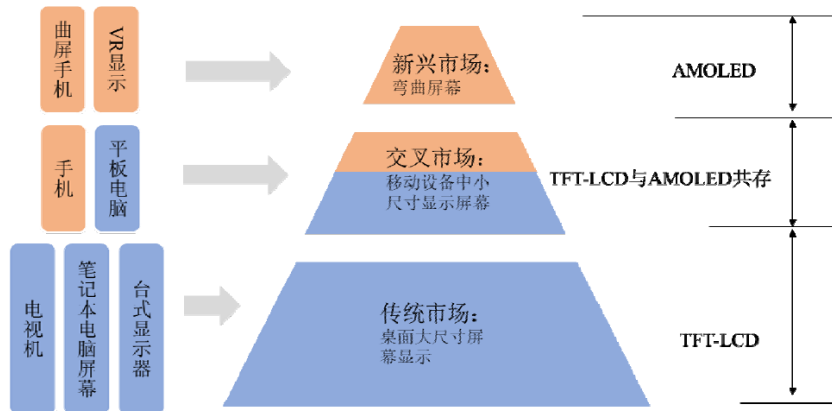 曲屏手机
VR显示
新兴市场：
弯曲屏幕
AMOLED
手机
平板电脑
交叉市场：
移动设备中小
尺寸显示屏幕
TFT-LCD与AMOLED共存
电视机
笔记本电脑屏幕
台式显示器
传统市场：
桌面大尺寸屏
幕显示
TFT-LCD